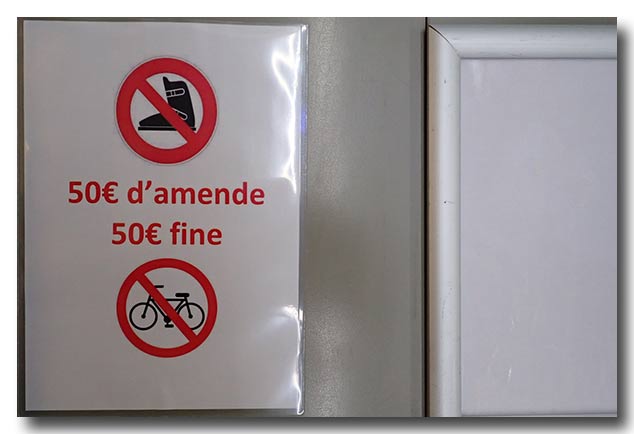 50€ d’amende
50€ fine